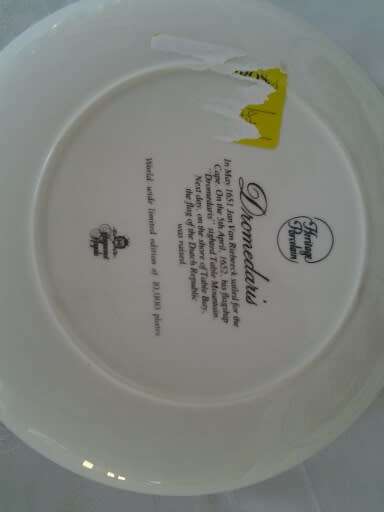 Heritage
Porcelain
Dromedaris
In May 1651 Jan Van Riebeeck sailed for the
Cape. On the 5th April, 1652, his flagship
"Dromedaris" sighted Table Mountain.
Next day, on the shore of Table Bay,
the flag of the Dutch Republic
was raised.
World wide limited edition of 10,000 plates